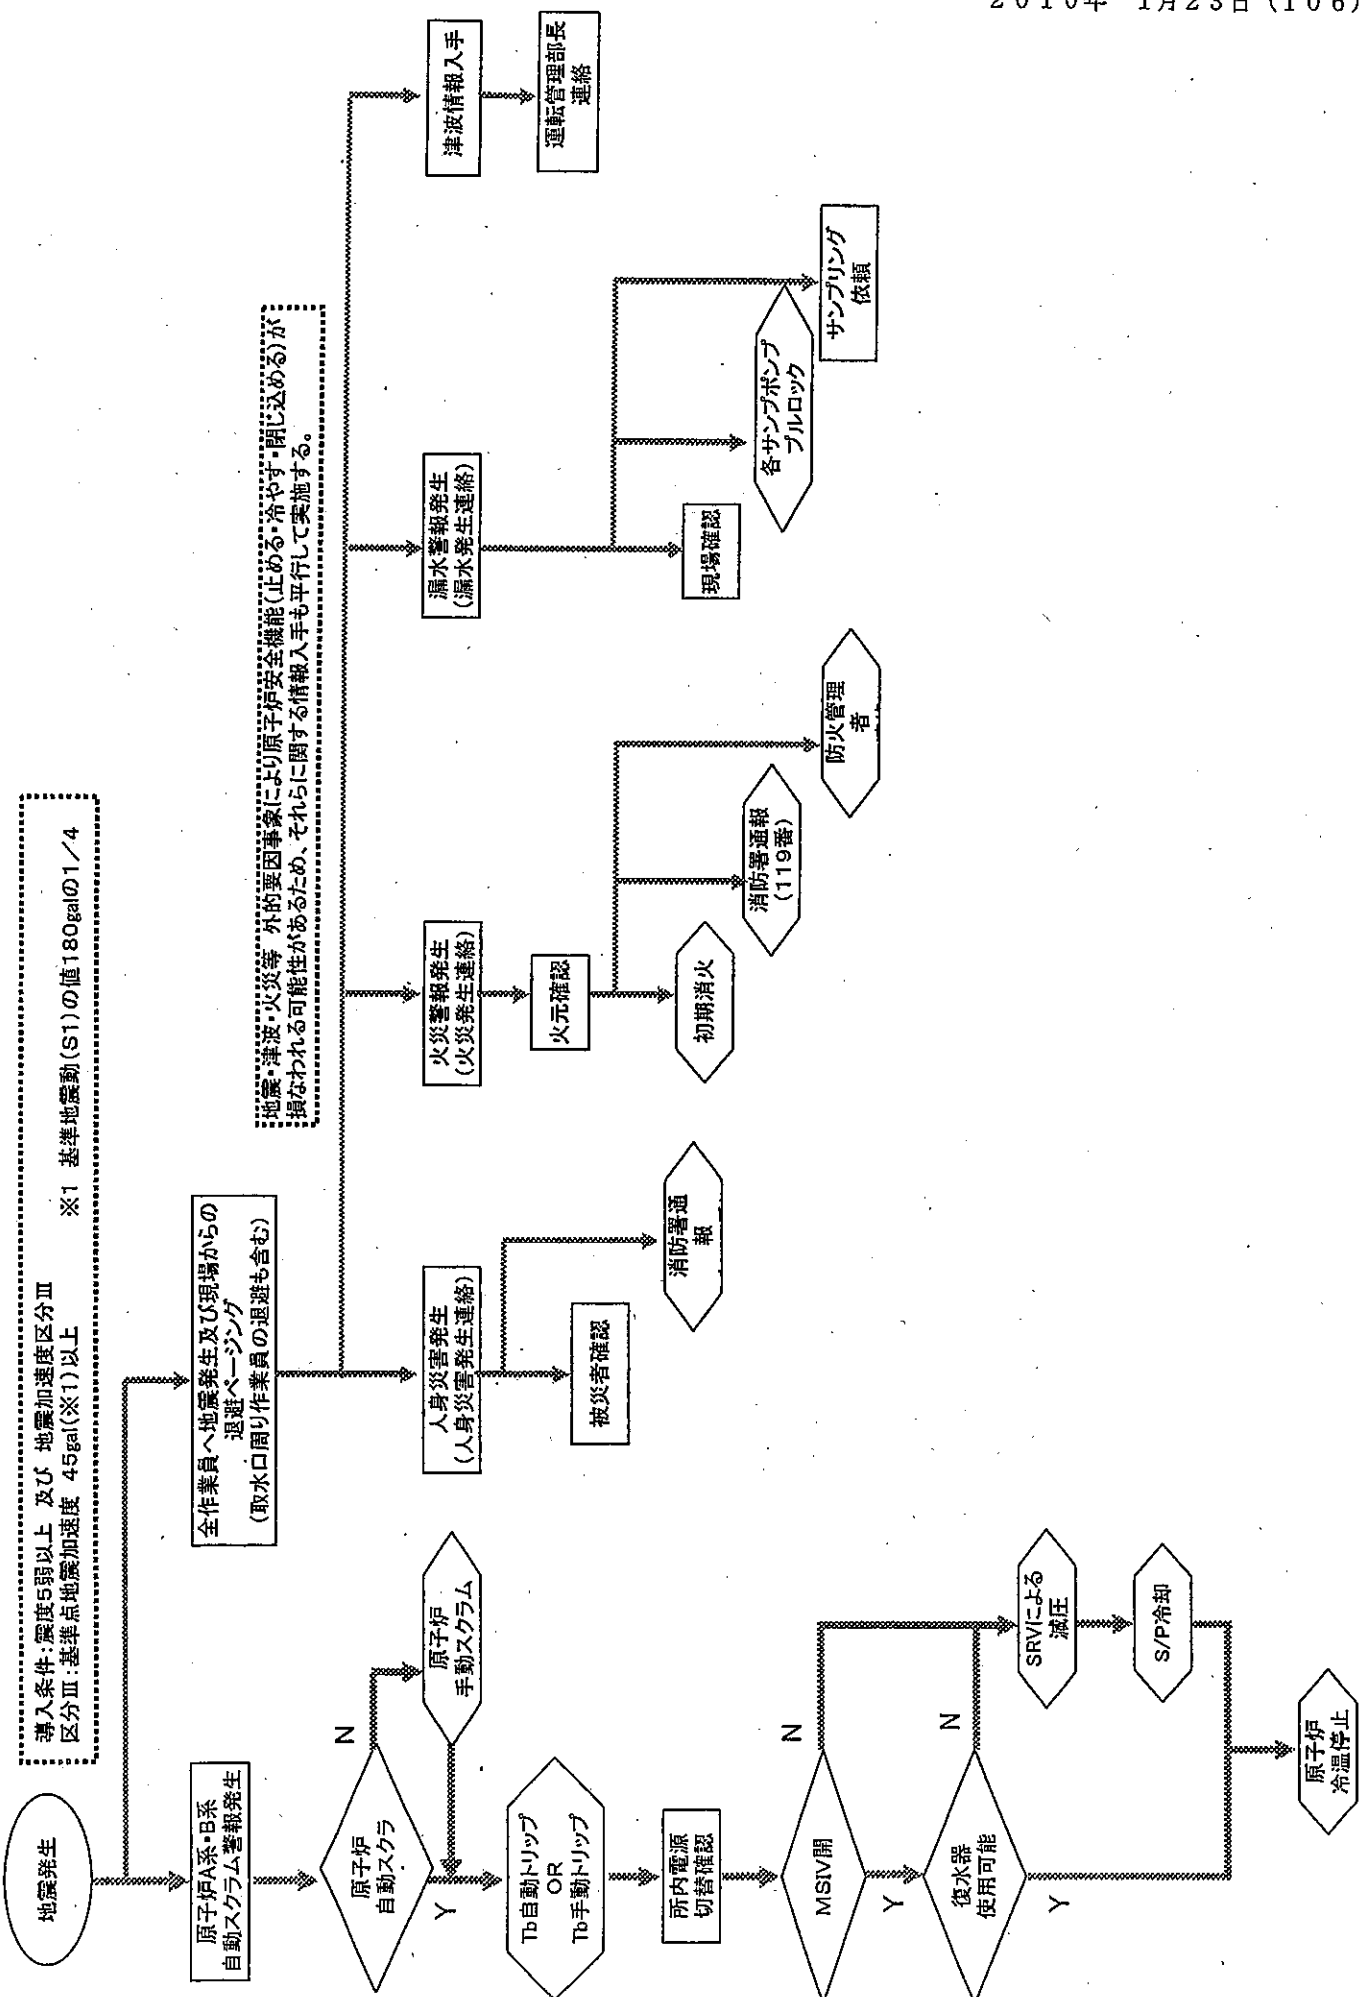 2010年 1月23日(106)
地震発生
導入条件:震度5弱以上 及び 地震加速度区分Ⅲ
区分Ⅲ:基準点地震加速度 45gal(※1)以上
※1 基準地震動(S1)の値180galの1/4
原子炉A系・B系
自動スクラム警報発生
原子炉
自動スクラ
N
Y
原子炉
手動スクラム
Tb自動トリップ
OR
Tb手動トリップ
所内電源
切替確認
MSIV開
N
Y
復水器
使用可能
N
Y
SRVによる
減圧
S/P冷却
原子炉
冷温停止
全作業員へ地震発生及び現場からの
退避ページング
(取水口周り作業員の退避も含む)
地震・津波・火災等 外的要因事象により原子炉安全機能(止める・冷やす・閉じ込める)が
損なわれる可能性があるため、それらに関する情報入手も平行して実施する。
人身災害発生
(人身災害発生連絡)
被災者確認
消防署通
報
火災警報発生
(火災発生連絡)
火元確認
初期消火
消防署通報
(119番)
防火管理
者
漏水警報発生
(漏水発生連絡)
現場確認
各サンプポンプ
プルロック
サンプリング
依頼
津波情報入手
運転管理部長
連絡